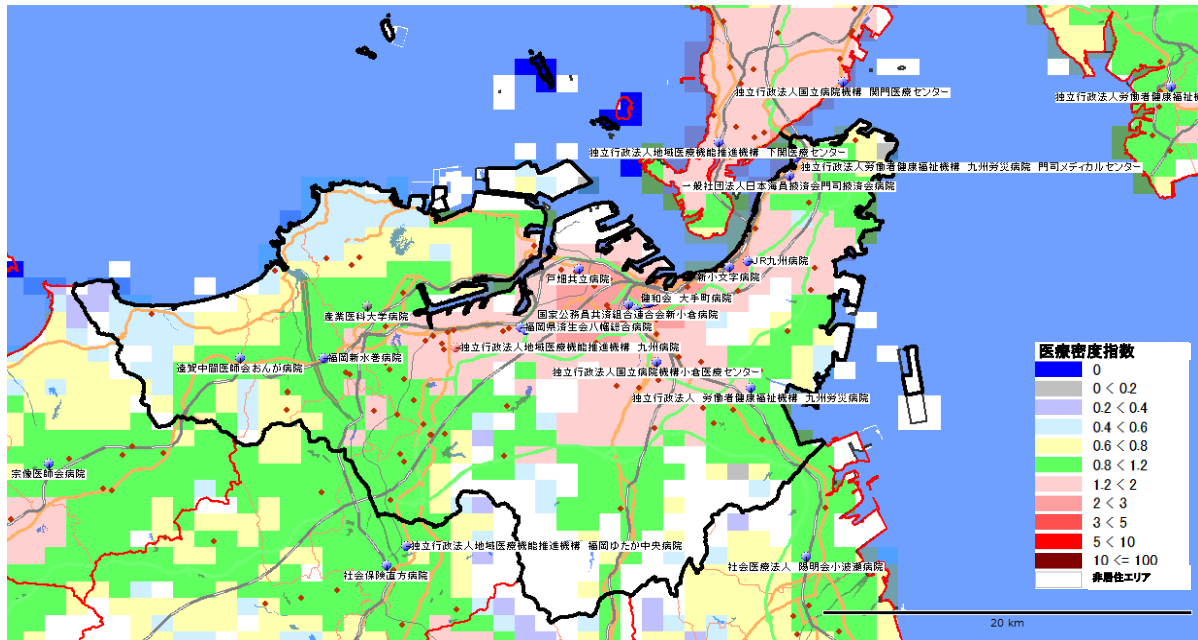 独立行政法人国立病院機構 関門医療センター
独立行政法人労働者健康福祉機
独立行政法人地域医療機能推進機構 下関医療センター
独立行政法人労働者健康福祉機構 九州労災病院 門司メディカルセンター
一般社団法人日本海員掖済会門司掖済会病院
JR九州病院
戸畑共立病院
新小文字病院
健和会 大手町病院
産業医科大学病院
国家公務員共済組合連合会新小倉病院
福岡県済生会八幡総合病院
独立行政法人地域医療機能推進機構 九州病院
福岡新水巻病院
遠賀中間医師会おんが病院
独立行政法人国立病院機構小倉医療センター
独立行政法人 労働者健康福祉機構 九州労災病院
宗像医師会病院
独立行政法人地域医療機能推進機構 福岡ゆたか中央病院
社会保険直方病院
社会医療法人 陽明会小波瀬病院
医療密度指数
0
0 < 0.2
0.2 < 0.4
0.4 < 0.6
0.6 < 0.8
0.8 < 1.2
1.2 < 2
2 < 3
3 < 5
5 < 10
10 <= 100
非居住エリア
20 km